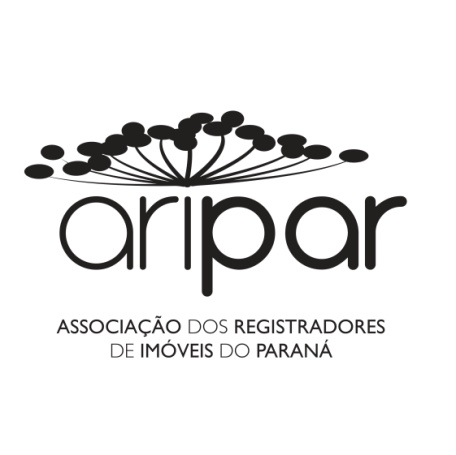 aripar
ASSOCIAÇÃO DOS REGISTRADORES
DE IMÓVEIS DO PARANÁ